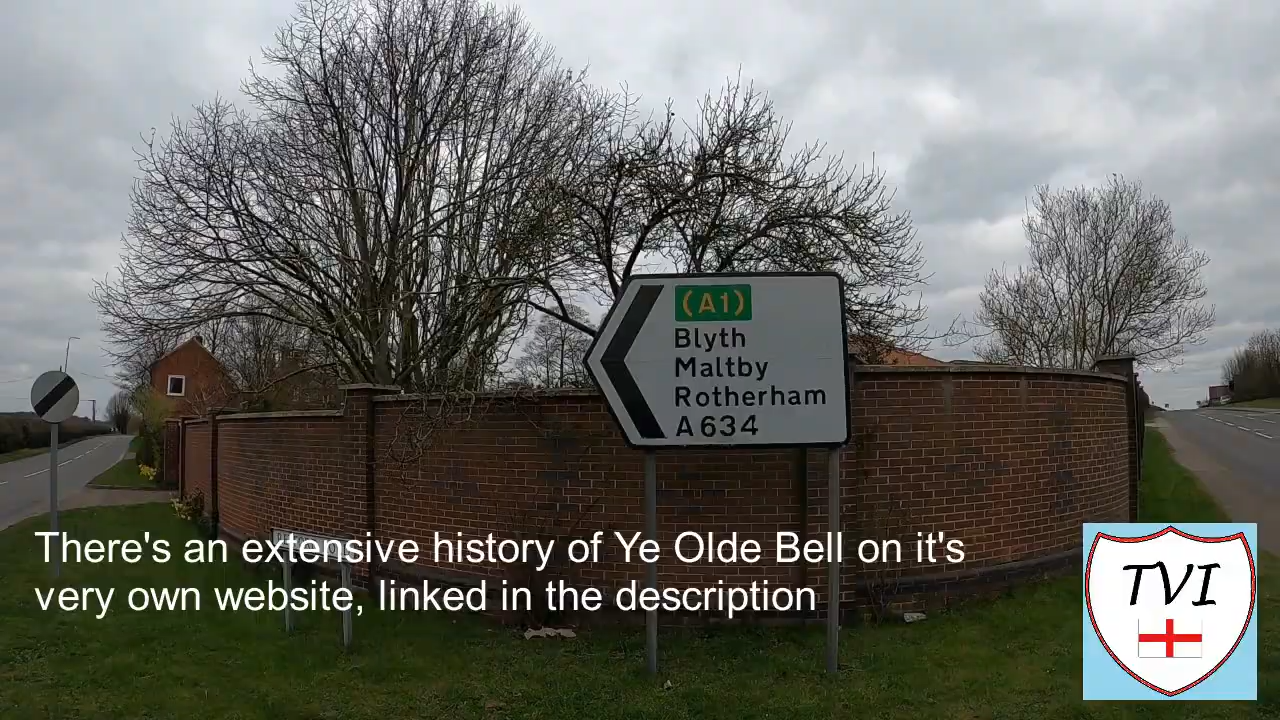 (A1)
Blyth
Maltby
Rotherham
A634
There's an extensive history of Ye Olde Bell on it's
very own website, linked in the description
TVI